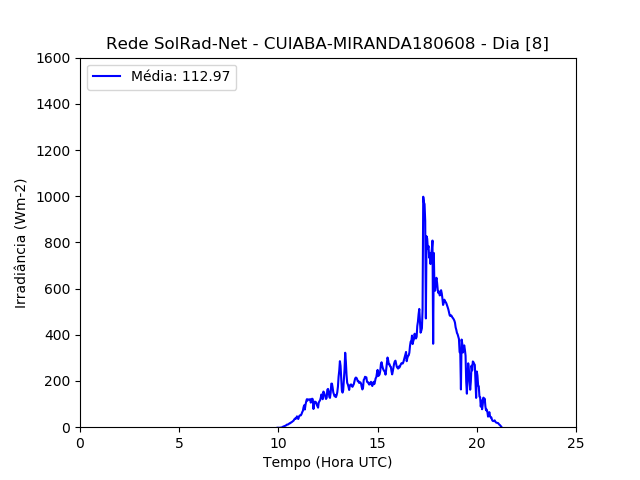 Rede SolRad-Net - CUIABA-MIRANDA180608 - Dia [8]
Média: 112.97
Irradiância (Wm-2)
1600
1400
1200
1000
800
600
400
200
0
0 5 10 15 20 25
Tempo (Hora UTC)